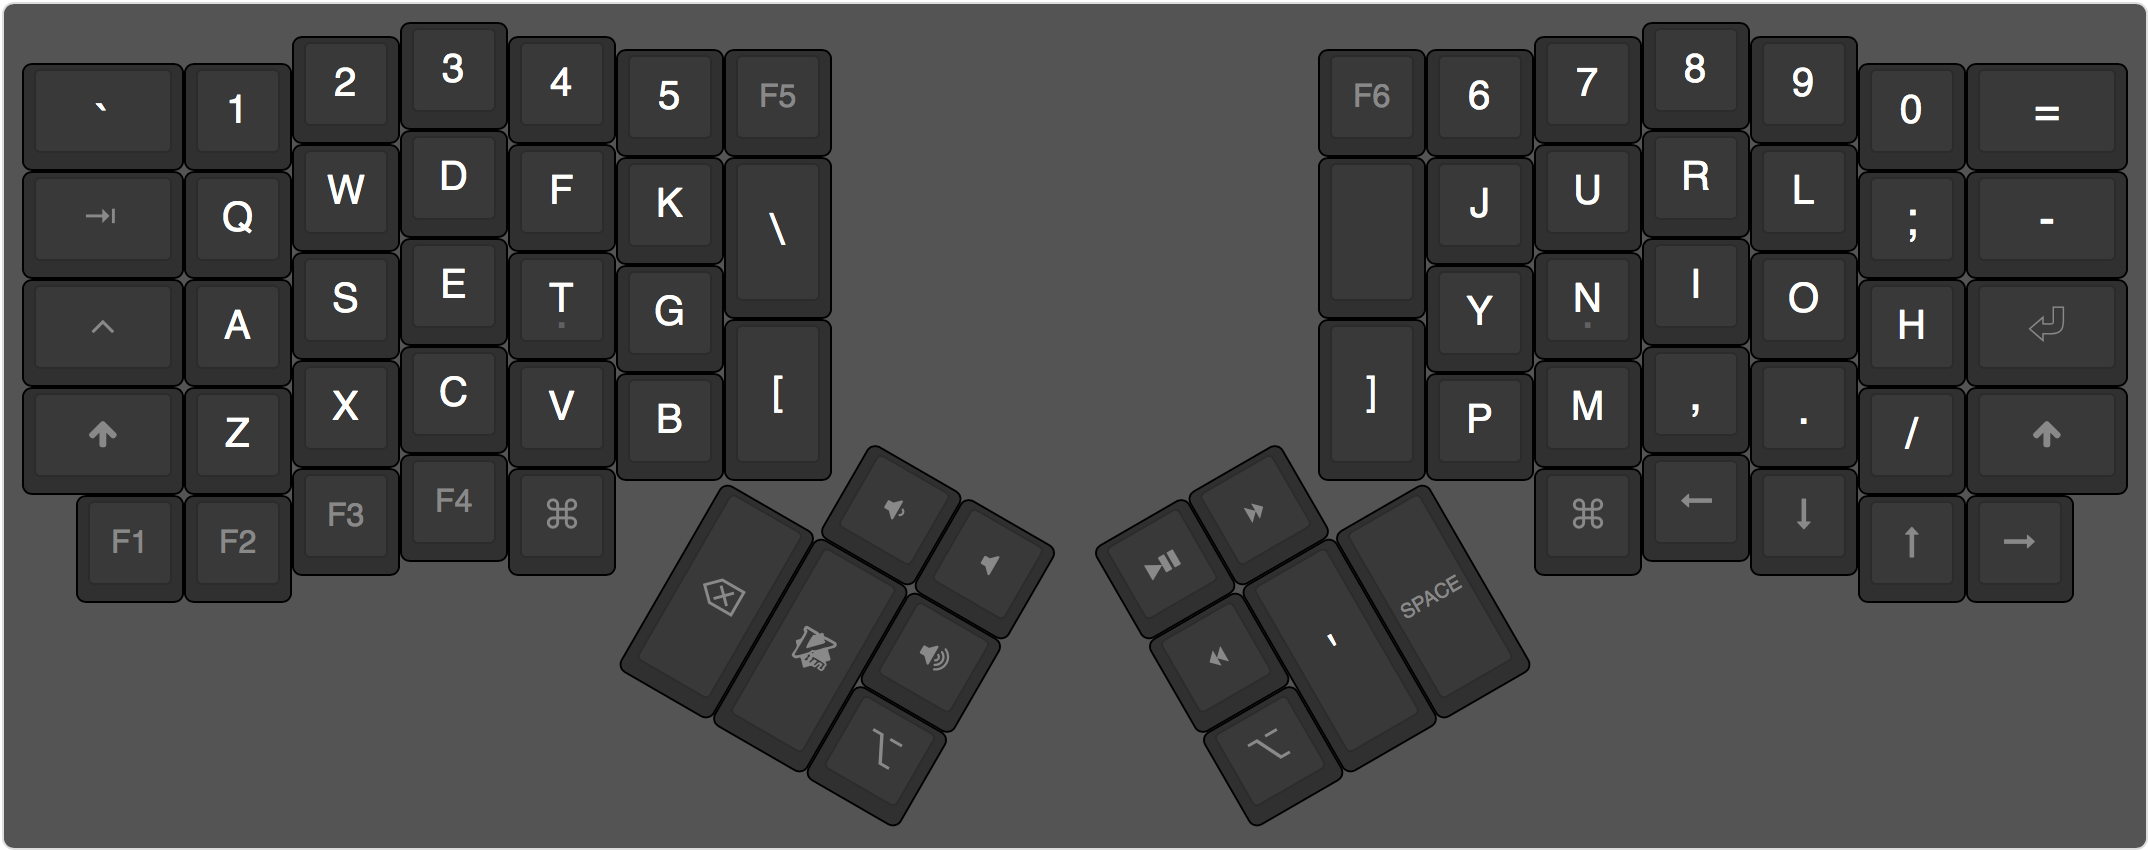 ` 1 2 3 4 5 F5 F6 6 7 8 9 0 =
⇥ Q W D F K \ J U R L ; -
^ A S E T G Y N I O H
Z X C V B [ ] P M , . /
F1 F2 F3 F4 ⌘ ⌘ ← ↓ ↑ →
' SPACE
⌥ ⌥